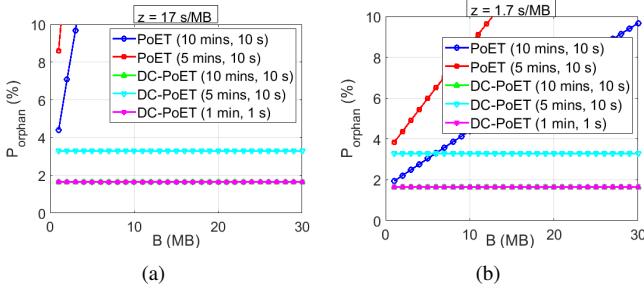 z = 17 s/MB
10
8
6
4
2
0
P_orphan (%)
PoET (10 mins, 10 s)
PoET (5 mins, 10 s)
DC-PoET (10 mins, 10 s)
DC-PoET (5 mins, 10 s)
DC-PoET (1 min, 1 s)
0
10
20
30
B (MB)
(a)
z = 1.7 s/MB
10
8
6
4
2
0
P_orphan (%)
PoET (10 mins, 10 s)
PoET (5 mins, 10 s)
DC-PoET (10 mins, 10 s)
DC-PoET (5 mins, 10 s)
DC-PoET (1 min, 1 s)
0
10
20
30
B (MB)
(b)